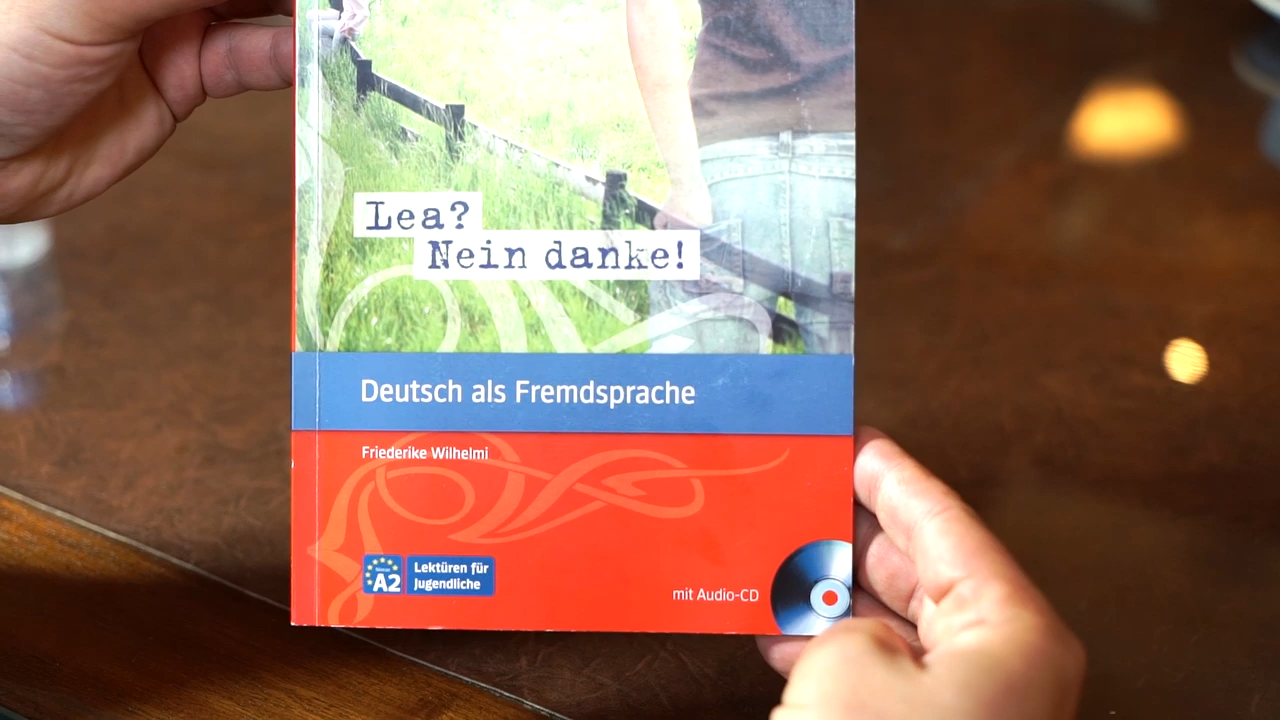 Lea?
Nein danke!
Deutsch als Fremdsprache
Friederike Wilhelmi
A2
Lektüren für
Jugendliche
mit Audio-CD